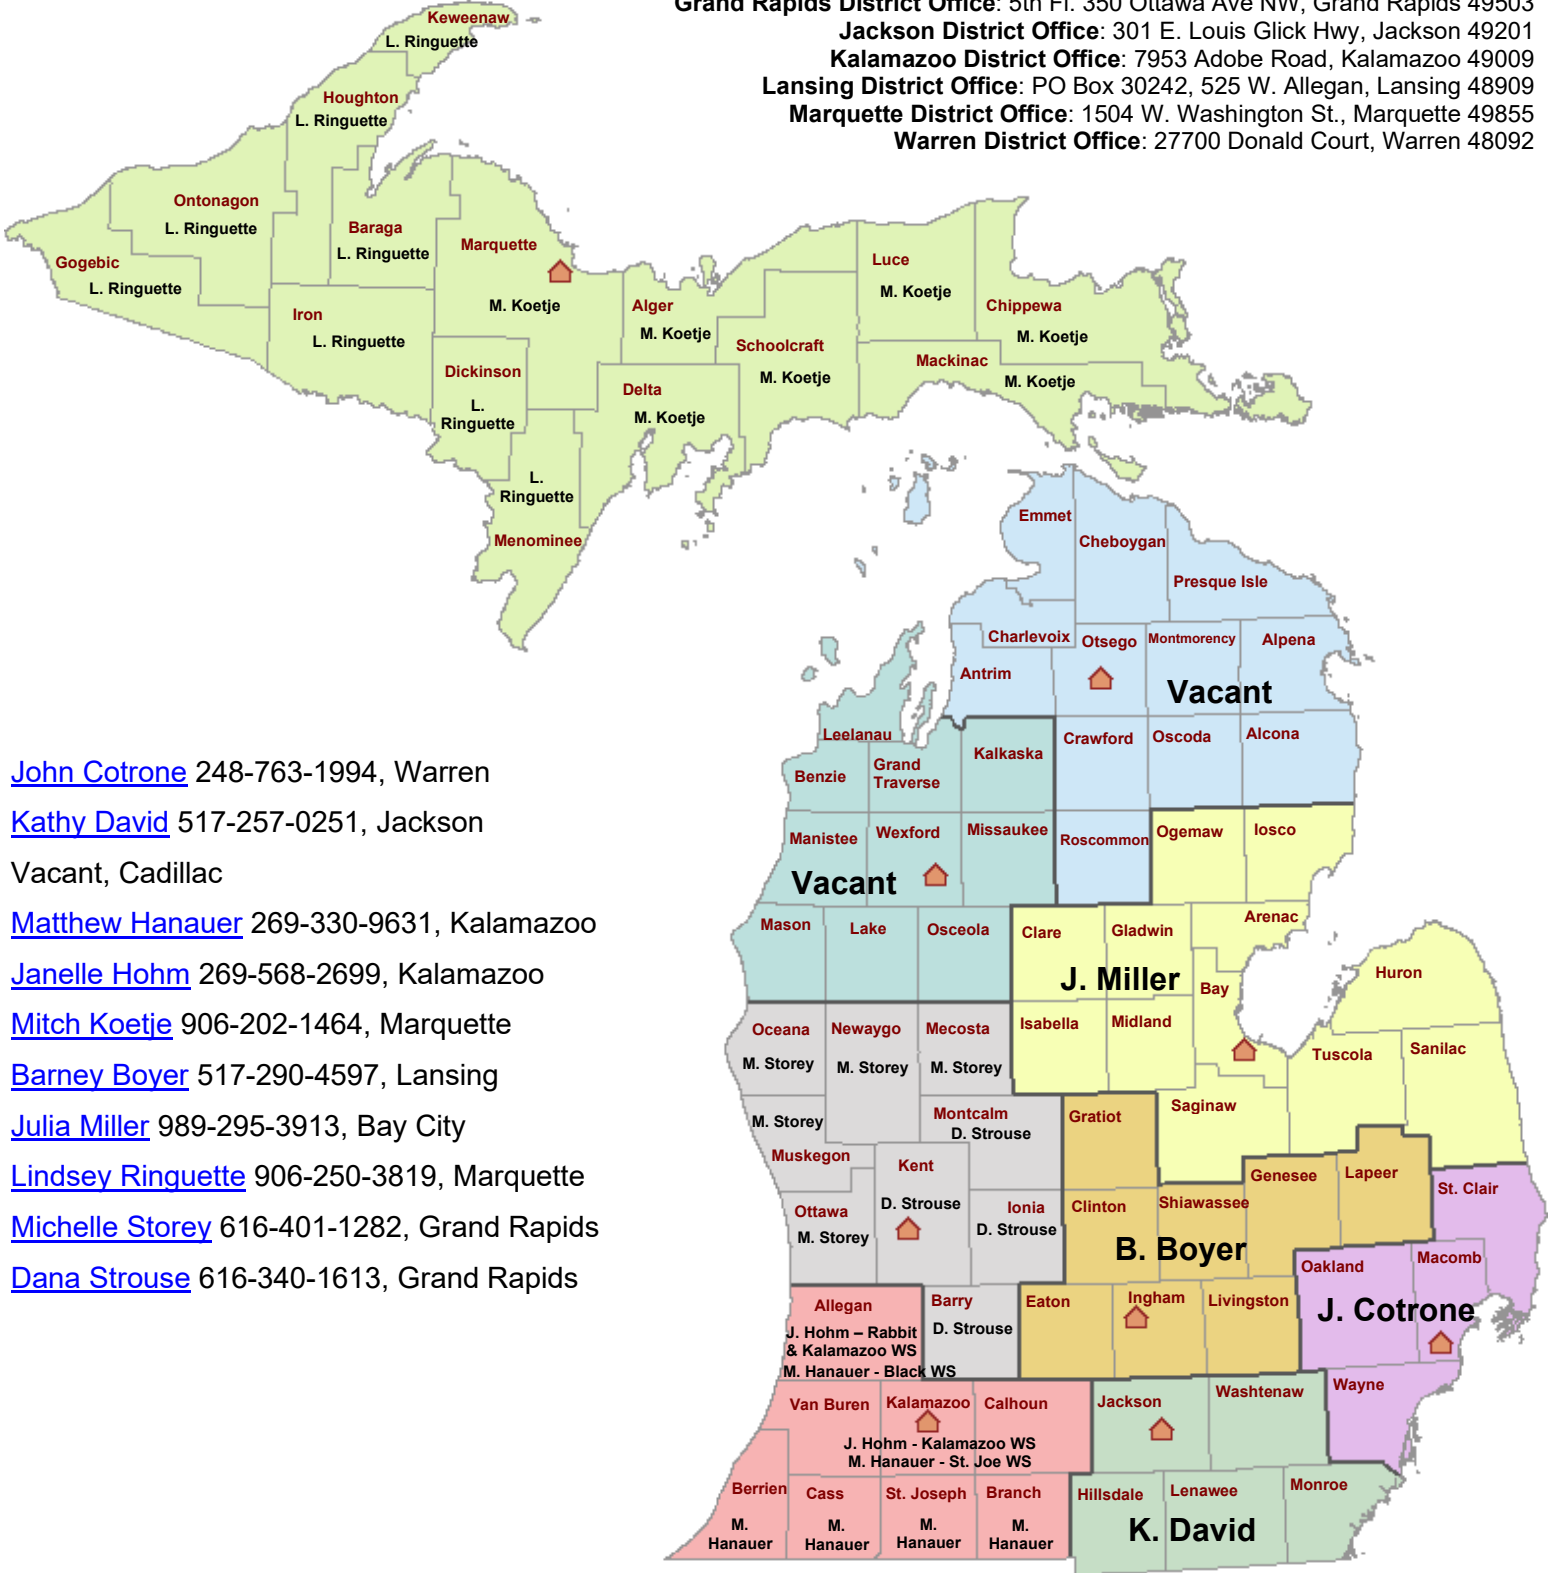 Grand Rapids District Office: 5th Fl. 350 Ottawa Ave NW, Grand Rapids 49503
Jackson District Office: 301 E. Louis Glick Hwy, Jackson 49201
Kalamazoo District Office: 7953 Adobe Road, Kalamazoo 49009
Lansing District Office: PO Box 30242, 525 W. Allegan, Lansing 48909
Marquette District Office: 1504 W. Washington St., Marquette 49855
Warren District Office: 27700 Donald Court, Warren 48092
Keweenaw
L. Ringuette
Houghton
L. Ringuette
Ontonagon
L. Ringuette
Baraga
L. Ringuette
Gogebic
L. Ringuette
Marquette
M. Koetje
Iron
L. Ringuette
Alger
M. Koetje
Luce
M. Koetje
Chippewa
M. Koetje
Schoolcraft
M. Koetje
Mackinac
M. Koetje
Dickinson
L.
Ringuette
Delta
M. Koetje
L.
Ringuette
Menominee
Emmet
Cheboygan
Presque Isle
Charlevoix
Otsego
Montmorency
Alpena
Antrim
Vacant
Crawford
Oscoda
Alcona
Roscommon
Leelanau
Benzie
Grand
Traverse
Kalkaska
Manistee
Wexford
Missaukee
Vacant
Mason
Lake
Osceola
Ogemaw
Iosco
Clare
Gladwin
Arenac
J. Miller
Bay
Huron
Isabella
Midland
Tuscola
Sanilac
Saginaw
Oceana
M. Storey
Newaygo
M. Storey
Mecosta
M. Storey
M. Storey
Muskegon
Montcalm
D. Strouse
Kent
D. Strouse
Ottawa
M. Storey
Ionia
D. Strouse
Barry
D. Strouse
Gratiot
Clinton
Shiawassee
Genesee
Lapeer
B. Boyer
Eaton
Ingham
Livingston
St. Clair
Oakland
Macomb
J. Cotrone
Wayne
Allegan
J. Hohm – Rabbit
& Kalamazoo WS
M. Hanauer - Black WS
Van Buren
Kalamazoo
Calhoun
J. Hohm - Kalamazoo WS
M. Hanauer - St. Joe WS
Berrien
M.
Hanauer
Cass
M.
Hanauer
St. Joseph
M.
Hanauer
Branch
M.
Hanauer
Jackson
Washtenaw
Hillsdale
Lenawee
Monroe
K. David
John Cotrone 248-763-1994, Warren
Kathy David 517-257-0251, Jackson
Vacant, Cadillac
Matthew Hanauer 269-330-9631, Kalamazoo
Janelle Hohm 269-568-2699, Kalamazoo
Mitch Koetje 906-202-1464, Marquette
Barney Boyer 517-290-4597, Lansing
Julia Miller 989-295-3913, Bay City
Lindsey Ringuette 906-250-3819, Marquette
Michelle Storey 616-401-1282, Grand Rapids
Dana Strouse 616-340-1613, Grand Rapids